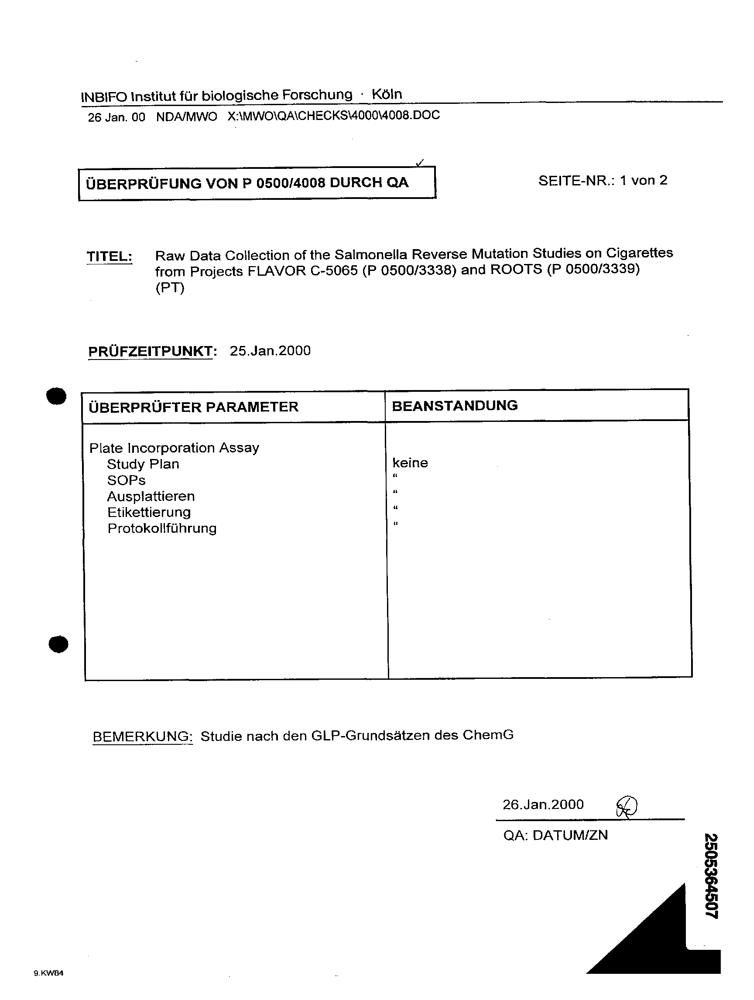 INBIFO Institut für biologische Forschung · Köln
26 Jan. 00 NDA/MWO X:\MWO\QA\CHECKS\4000\4008.DOC
ÜBERPRÜFUNG VON P 0500/4008 DURCH QA
SEITE-NR.: 1 von 2
TITEL: Raw Data Collection of the Salmonella Reverse Mutation Studies on Cigarettes
from Projects FLAVOR C-5065 (P 0500/3338) and ROOTS (P 0500/3339)
(PT)
PRÜFZEITPUNKT: 25.Jan.2000
ÜBERPRÜFTER PARAMETER BEANSTANDUNG
Plate Incorporation Assay
Study Plan keine
SOPs “
Ausplattieren “
Etikettierung “
Protokollführung “
BEMERKUNG: Studie nach den GLP-Grundsätzen des ChemG
26.Jan.2000
QA: DATUM/ZN
2505364507
9.KW84